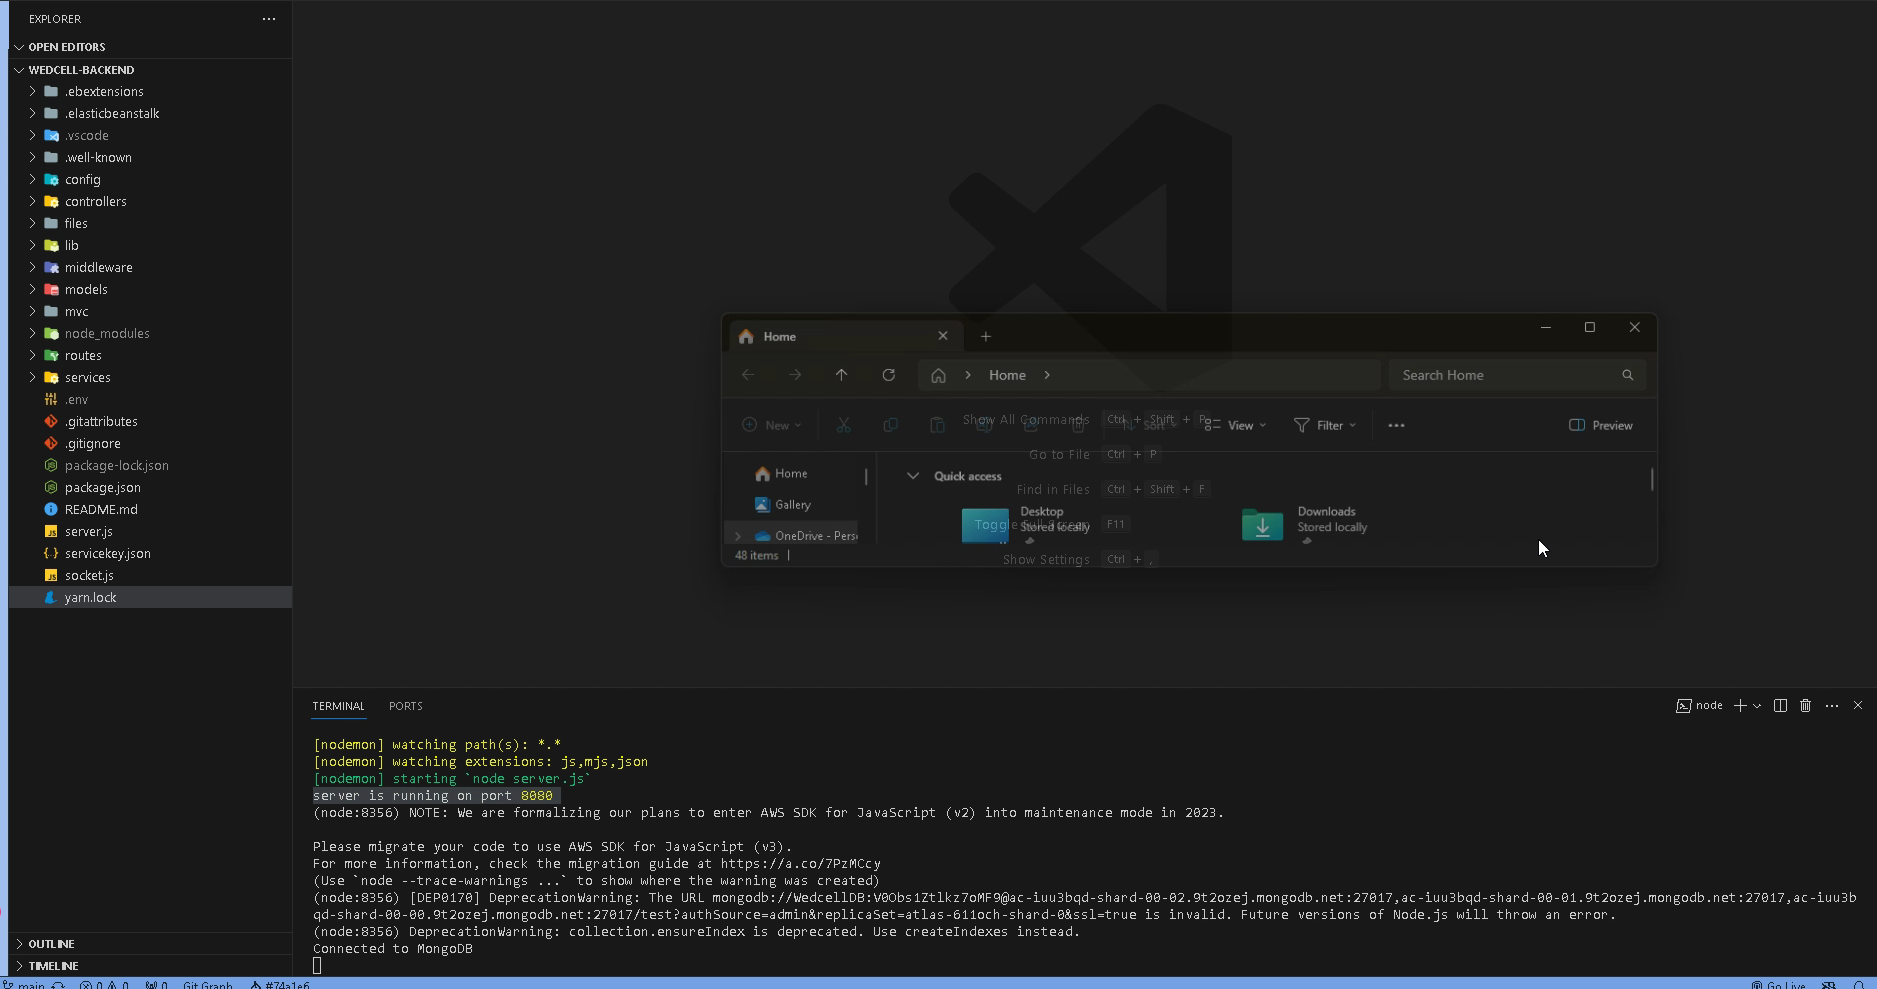 EXPLORER
OPEN EDITORS
WEDCELL-BACKEND
.ebextensions
.elasticbeanstalk
.vscode
.well-known
config
controllers
files
lib
middleware
models
mvc
node_modules
routes
services
.env
.gitattributes
.gitignore
package-lock.json
package.json
README.md
server.js
servicekey.json
socket.js
yarn.lock
OUTLINE
TIMELINE
Home
Home
Search Home
New
Sort
View
Filter
Preview
Show All Commands Ctrl + Shift + P
Go to File Ctrl + P
Find in Files Ctrl + Shift + F
Toggle Full Screen F11
Show Settings Ctrl + ,
Home
Gallery
OneDrive - Pers
48 items
Quick access
Desktop
Stored locally
Downloads
Stored locally
TERMINAL PORTS
node
[nodemon] watching path(s): *.*
[nodemon] watching extensions: js,mjs,json
[nodemon] starting `node server.js`
server is running on port 8080
(node:8356) NOTE: We are formalizing our plans to enter AWS SDK for JavaScript (v2) into maintenance mode in 2023.
Please migrate your code to use AWS SDK for JavaScript (v3).
For more information, check the migration guide at https://a.co/7PzMCcy
(Use `node --trace-warnings ...` to show where the warning was created)
(node:8356) [DEP0170] DeprecationWarning: The URL mongodb://WedcellDB:V0Obs1Ztlkz7oMF9@ac-iuu3bqd-shard-00-02.9t2ozej.mongodb.net:27017,ac-iuu3bqd-shard-00-01.9t2ozej.mongodb.net:27017,ac-iuu3b
qd-shard-00-00.9t2ozej.mongodb.net:27017/test?authSource=admin&replicaSet=atlas-611och-shard-0&ssl=true is invalid. Future versions of Node.js will throw an error.
(node:8356) DeprecationWarning: collection.ensureIndex is deprecated. Use createIndexes instead.
Connected to MongoDB
main 0 0 0 Git Graph #74a1e6 Go Live